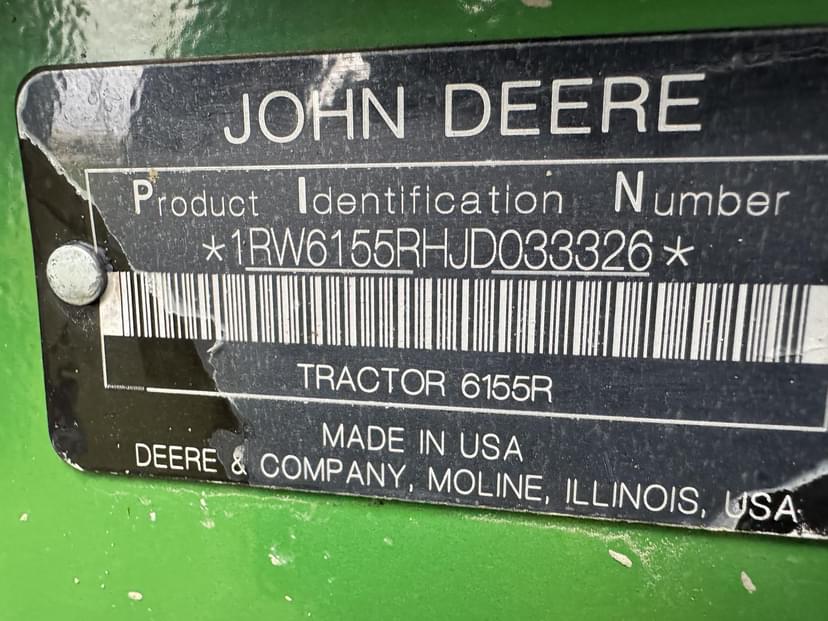 JOHN DEERE
Product Identification Number
*1RW6155RHJD033326*
TRACTOR 6155R
MADE IN USA
DEERE & COMPANY, MOLINE, ILLINOIS, USA